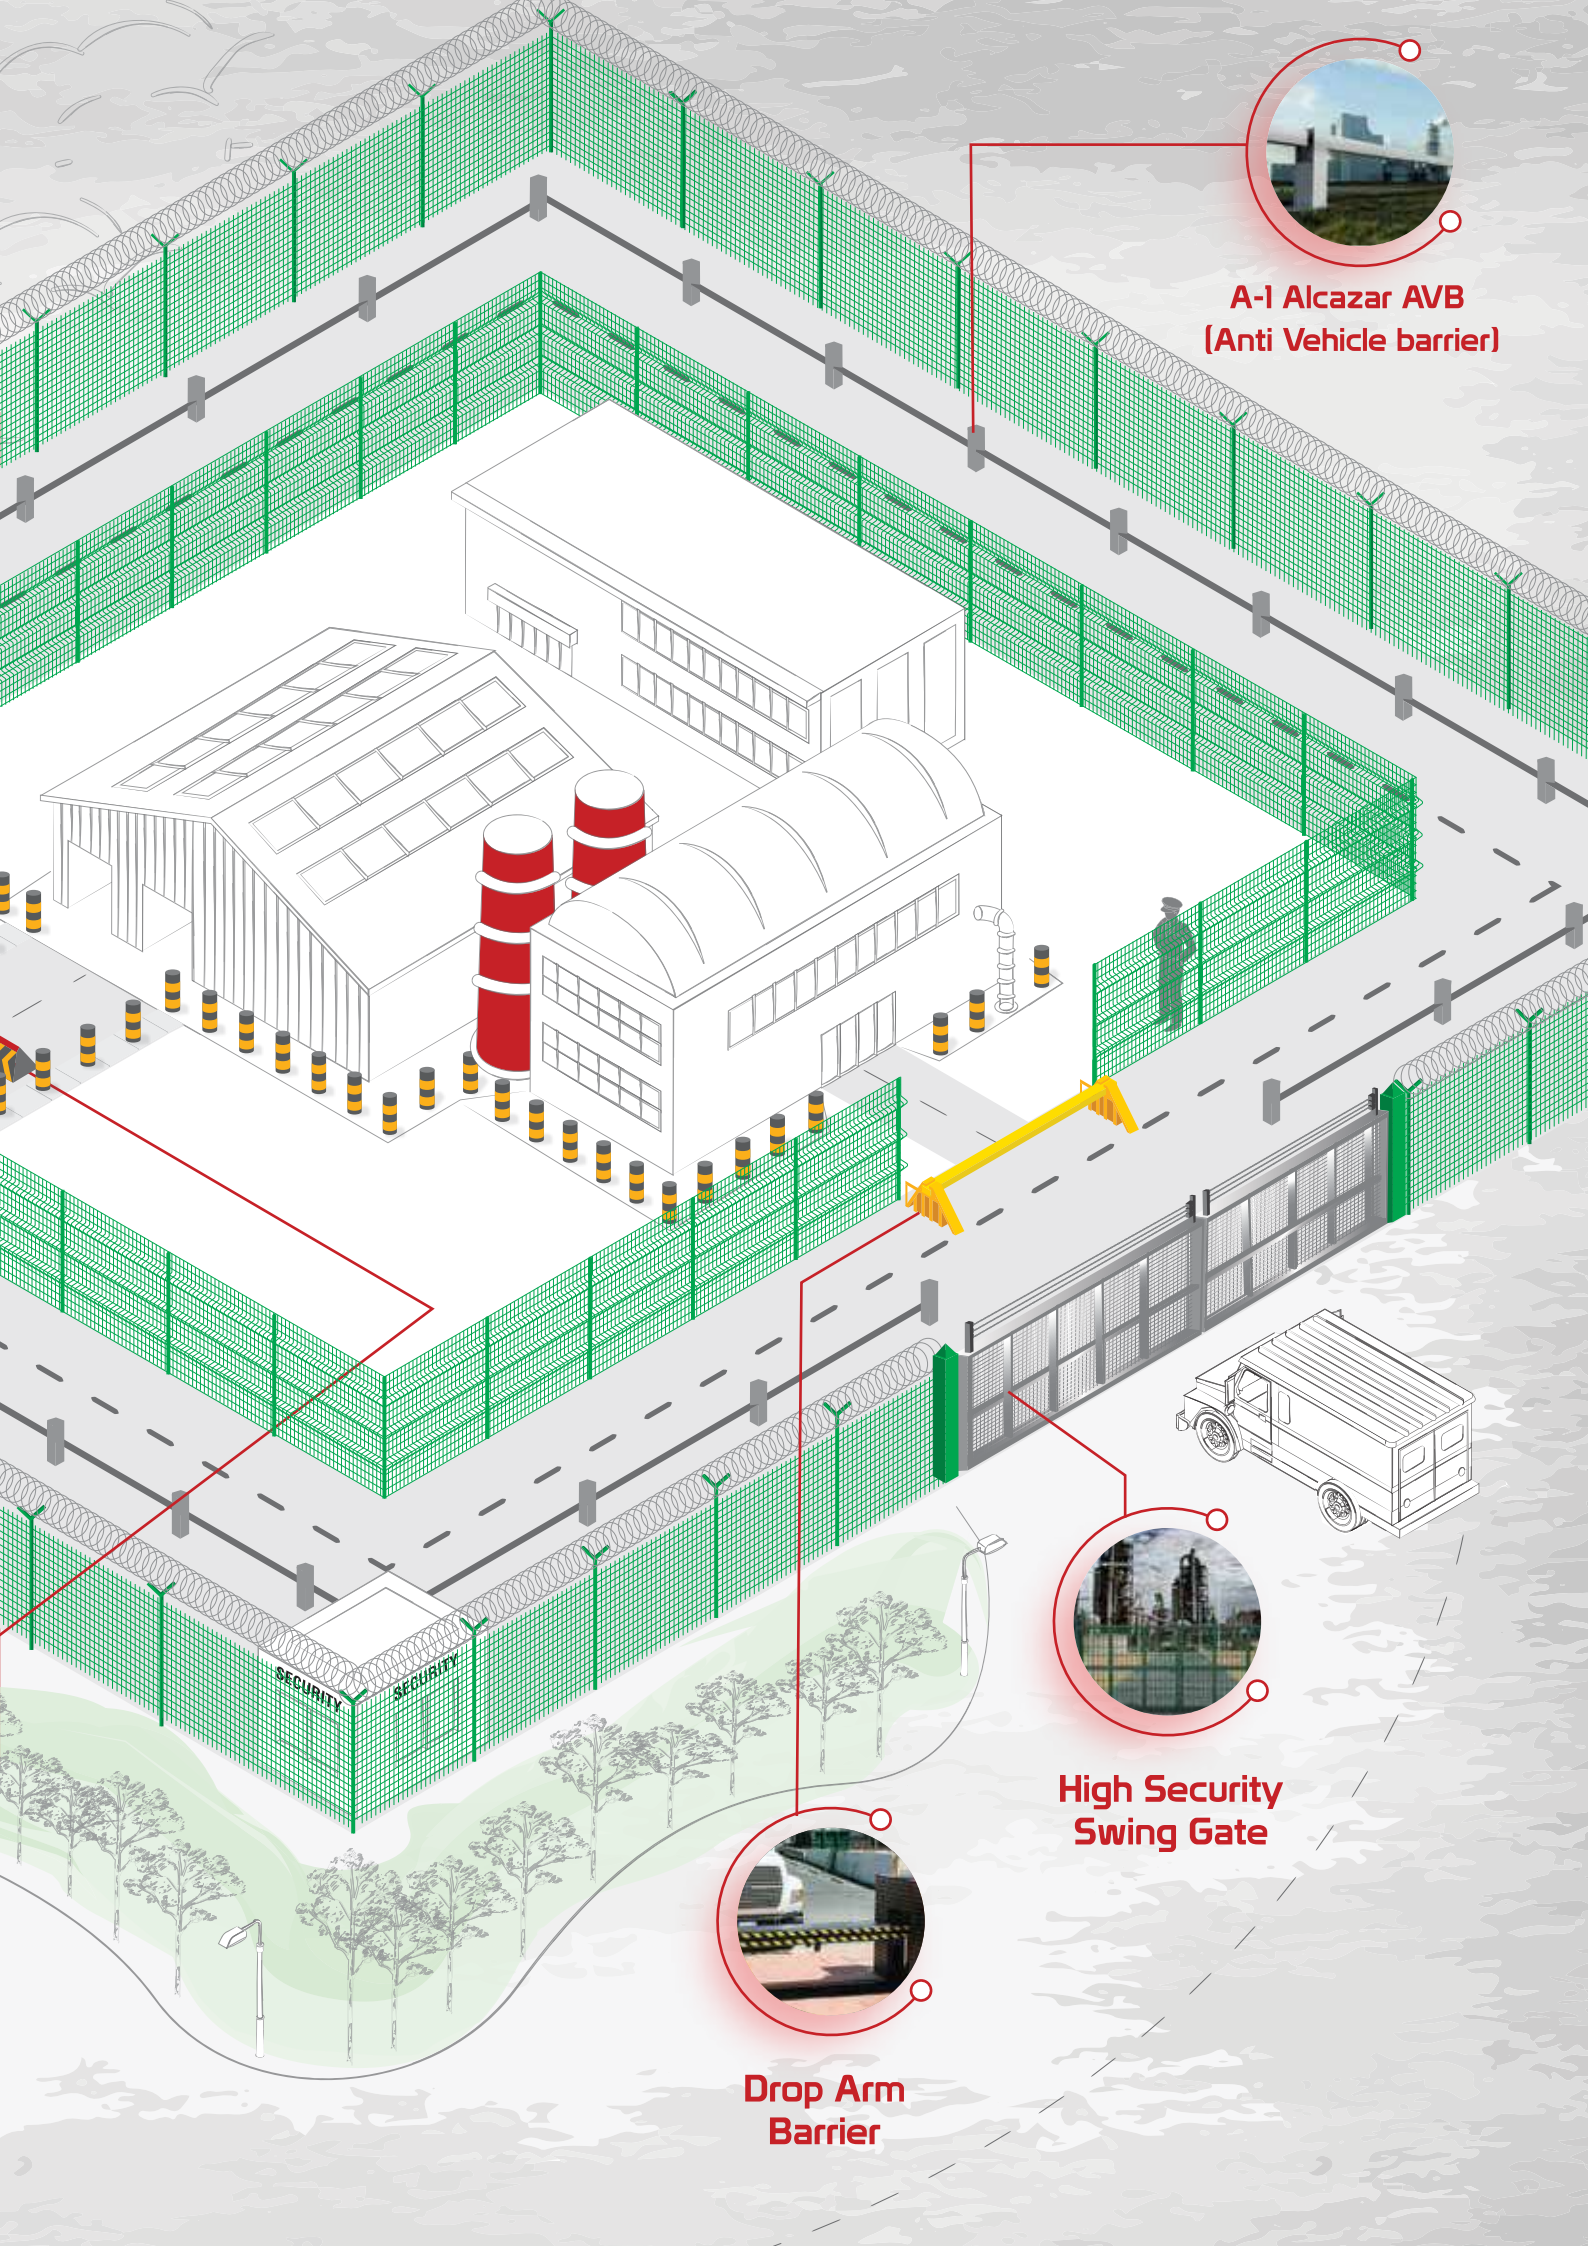 A-1 Alcazar AVB
(Anti Vehicle barrier)
SECURITY
SECURITY
High Security
Swing Gate
Drop Arm
Barrier